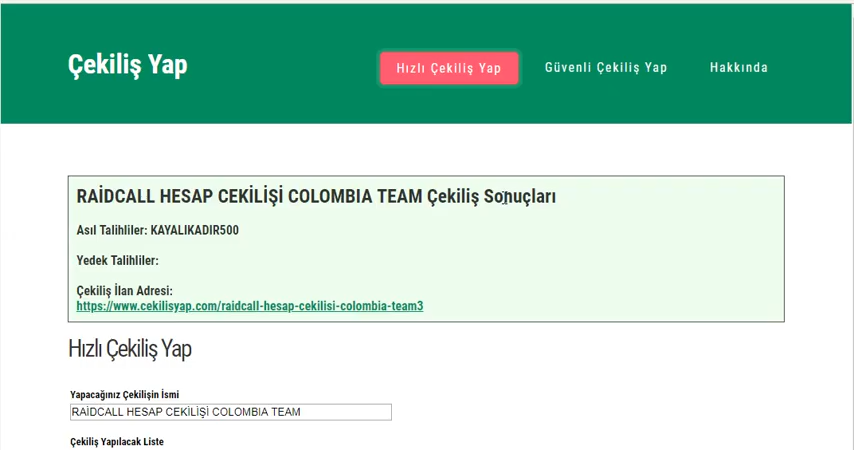 Çekiliş Yap
Hızlı Çekiliş Yap
Güvenli Çekiliş Yap
Hakkında
RAİDCALL HESAP CEKİLİŞİ COLOMBIA TEAM Çekiliş Sonuçları
Asıl Talihliler: KAYALIKADIR500
Yedek Talihliler:
Çekiliş İlan Adresi:
https://www.cekilisyap.com/raidcall-hesap-cekilisi-colombia-team3
Hızlı Çekiliş Yap
Yapacağınız Çekilişin İsmi
RAİDCALL HESAP CEKİLİŞİ COLOMBIA TEAM
Çekiliş Yapılacak Liste